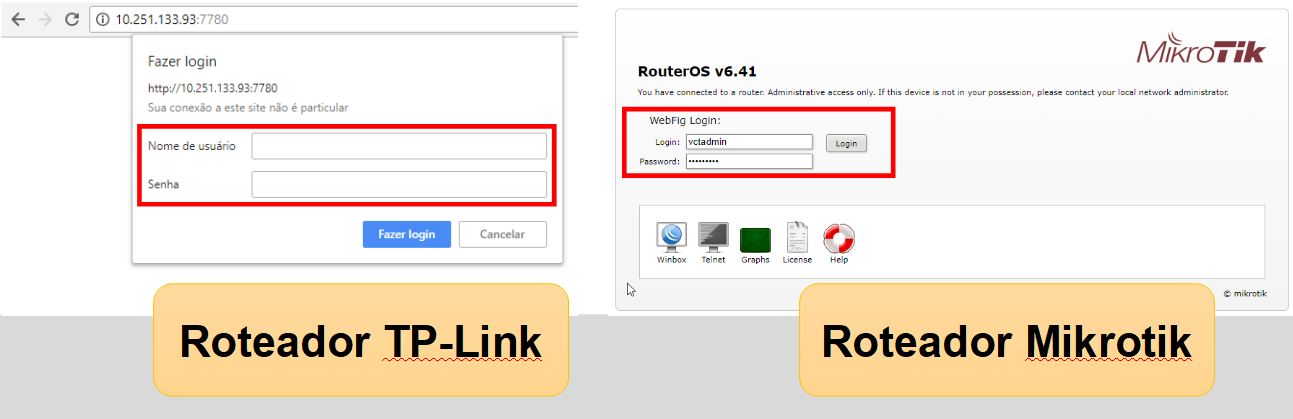 10.251.133.93:7780
Fazer login
http://10.251.133.93:7780
Sua conexão a este site não é particular
Nome de usuário
Senha
Fazer login Cancelar
Roteador TP-Link
MikroTik
RouterOS v6.41
You have connected to a router. Administrative access only. If this device is not in your possession, please contact your local network administrator.
WebFig Login:
Login: vctadmin Login
Password: •••••••••
Winbox Telnet Graphs License Help
© mikrotik
Roteador Mikrotik